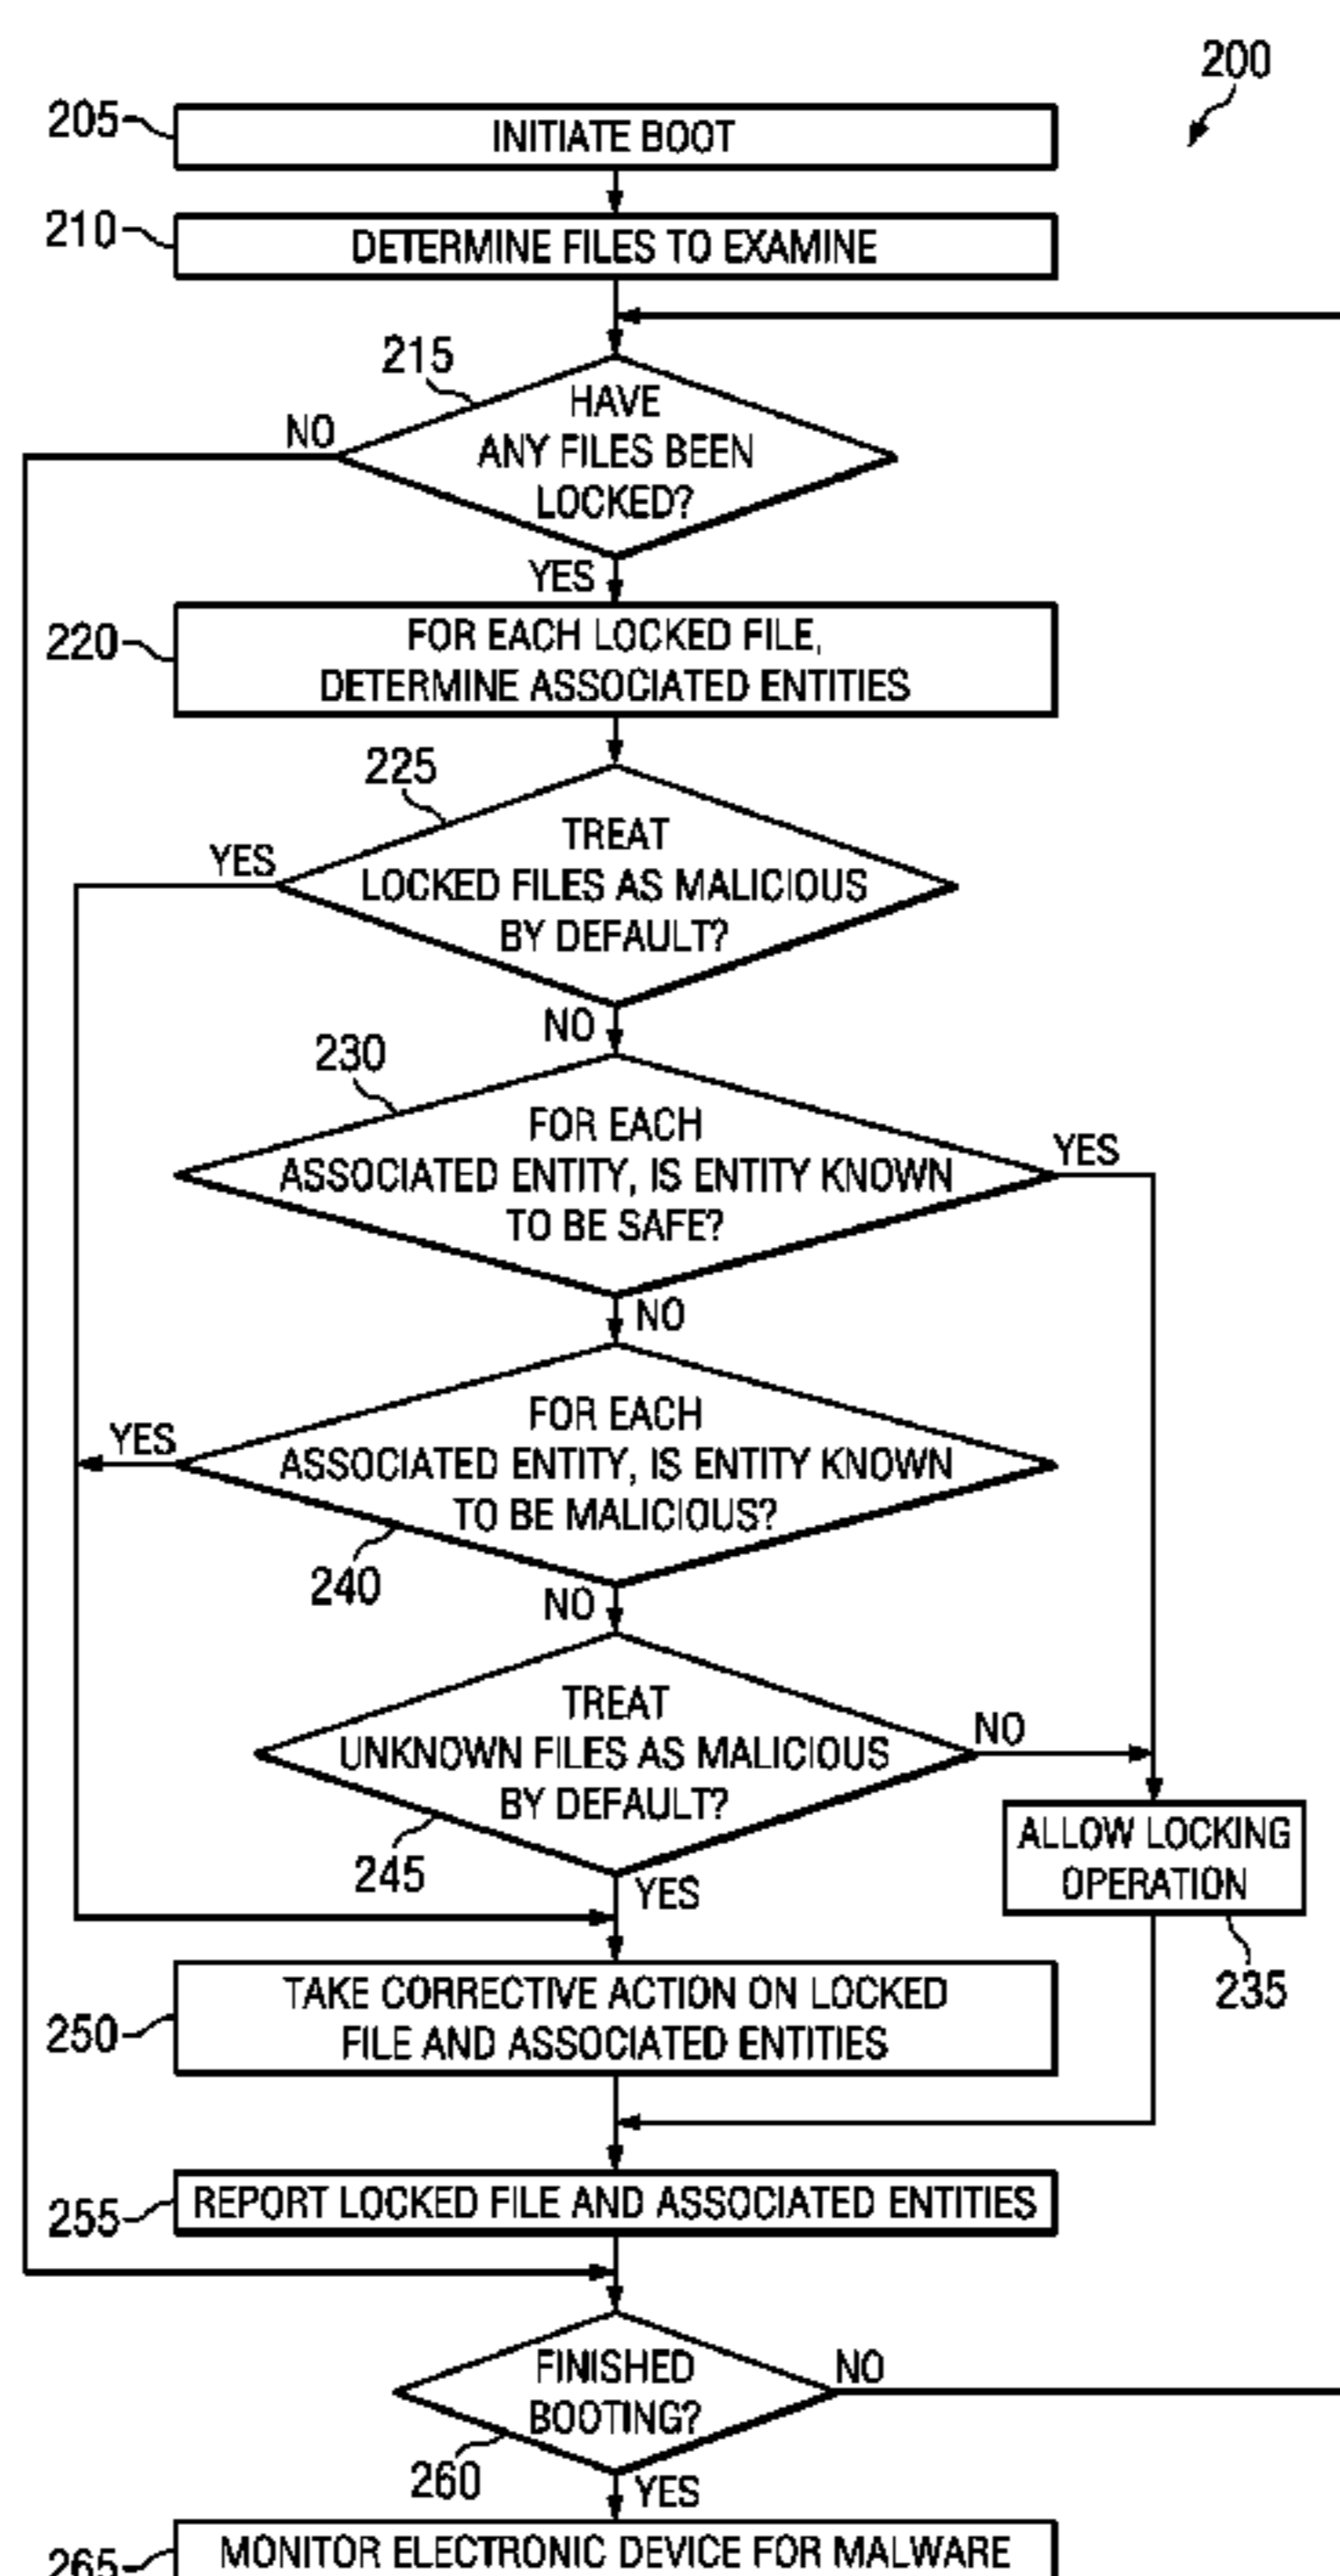 200
205
INITIATE BOOT
210
DETERMINE FILES TO EXAMINE
215
HAVE
ANY FILES BEEN
LOCKED?
NO
YES
220
FOR EACH LOCKED FILE,
DETERMINE ASSOCIATED ENTITIES
225
TREAT
LOCKED FILES AS MALICIOUS
BY DEFAULT?
YES
NO
230
FOR EACH
ASSOCIATED ENTITY, IS ENTITY KNOWN
TO BE SAFE?
YES
NO
FOR EACH
ASSOCIATED ENTITY, IS ENTITY KNOWN
TO BE MALICIOUS?
YES
240
NO
TREAT
UNKNOWN FILES AS MALICIOUS
BY DEFAULT?
NO
245
YES
ALLOW LOCKING
OPERATION
235
250
TAKE CORRECTIVE ACTION ON LOCKED
FILE AND ASSOCIATED ENTITIES
255
REPORT LOCKED FILE AND ASSOCIATED ENTITIES
FINISHED
BOOTING?
NO
260
YES
265
MONITOR ELECTRONIC DEVICE FOR MALWARE